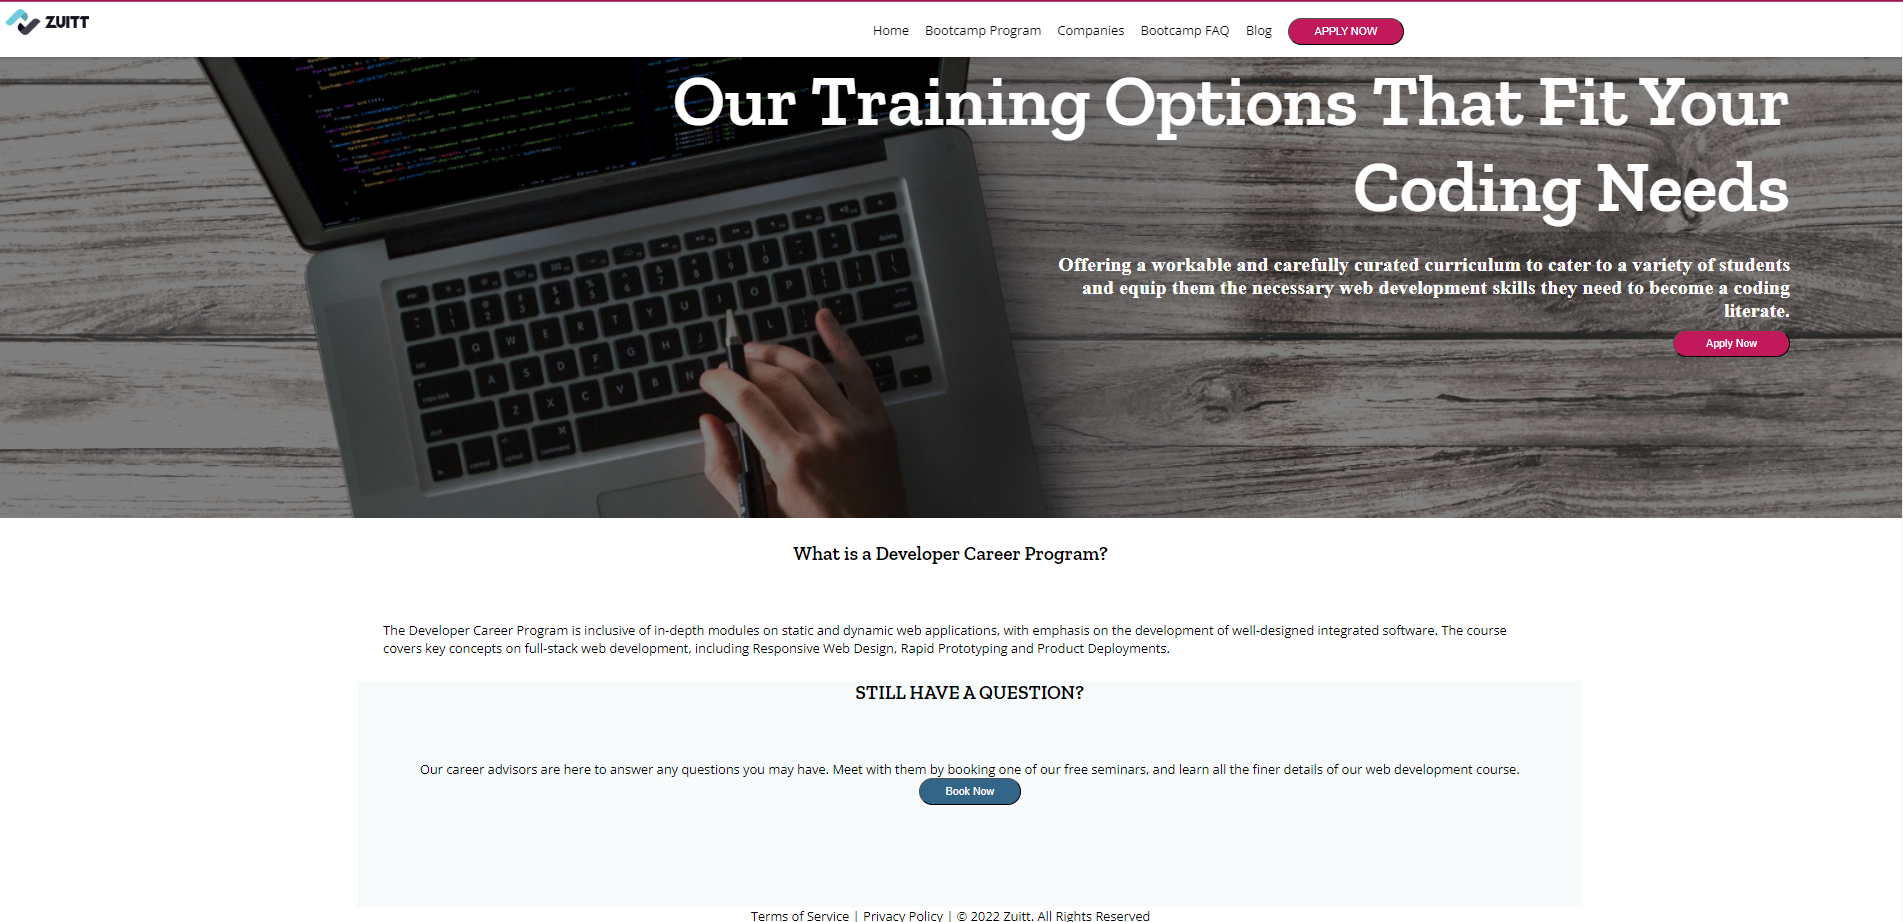 ZUITT
Home Bootcamp Program Companies Bootcamp FAQ Blog APPLY NOW
Our Training Options That Fit Your
Coding Needs
Offering a workable and carefully curated curriculum to cater to a variety of students
and equip them the necessary web development skills they need to become a coding
literate.
Apply Now
What is a Developer Career Program?
The Developer Career Program is inclusive of in-depth modules on static and dynamic web applications, with emphasis on the development of well-designed integrated software. The course
covers key concepts on full-stack web development, including Responsive Web Design, Rapid Prototyping and Product Deployments.
STILL HAVE A QUESTION?
Our career advisors are here to answer any questions you may have. Meet with them by booking one of our free seminars, and learn all the finer details of our web development course.
Book Now
Terms of Service | Privacy Policy | © 2022 Zuitt. All Rights Reserved